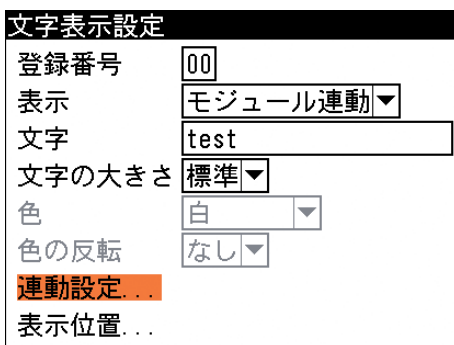 文字表示設定
登録番号 00
表示 モジュール連動▼
文字 test
文字の大きさ 標準▼
色 白 ▼
色の反転 なし▼
連動設定...
表示位置...